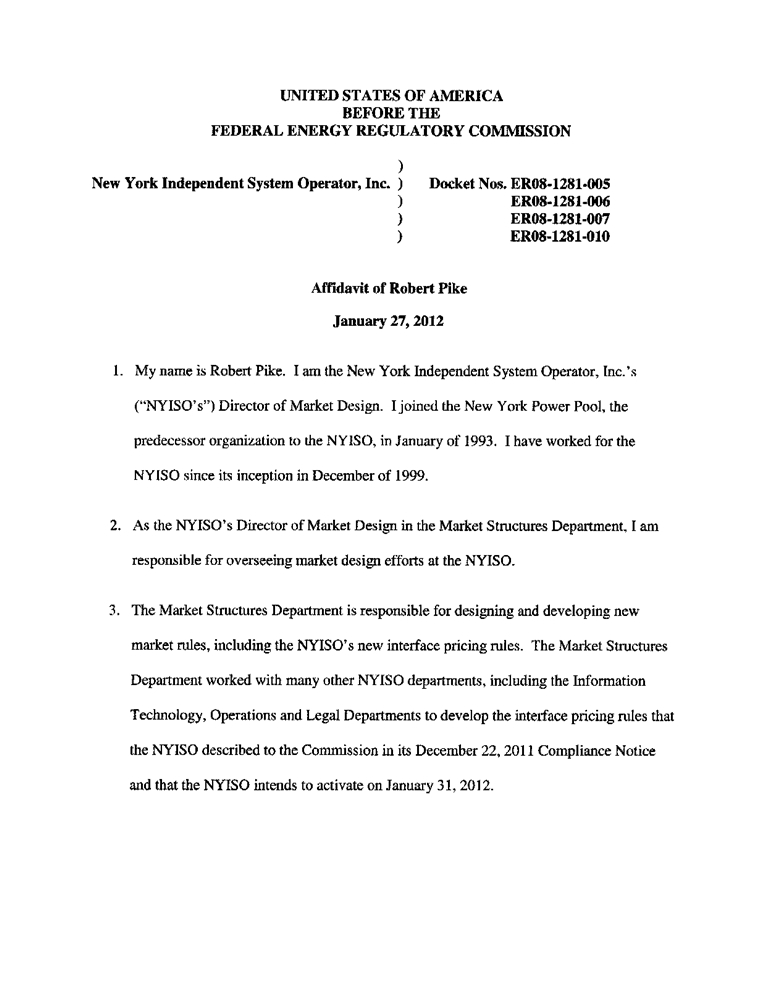 UNITED STATES OF AMERICA
BEFORE THE
FEDERAL ENERGY REGULATORY COMMISSION
)
New York Independent System Operator, Inc. ) Docket Nos. ER08-1281-005
) ER08-1281-006
) ER08-1281-007
) ER08-1281-010
Affidavit of Robert Pike
January 27, 2012
1. My name is Robert Pike. I am the New York Independent System Operator, Inc.'s
("NYISO's") Director of Market Design. I joined the New York Power Pool, the
predecessor organization to the NYISO, in January of 1993. I have worked for the
NYISO since its inception in December of 1999.
2. As the NYISO's Director of Market Design in the Market Structures Department, I am
responsible for overseeing market design efforts at the NYISO.
3. The Market Structures Department is responsible for designing and developing new
market rules, including the NYISO's new interface pricing rules. The Market Structures
Department worked with many other NYISO departments, including the Information
Technology, Operations and Legal Departments to develop the interface pricing rules that
the NYISO described to the Commission in its December 22, 2011 Compliance Notice
and that the NYISO intends to activate on January 31, 2012.